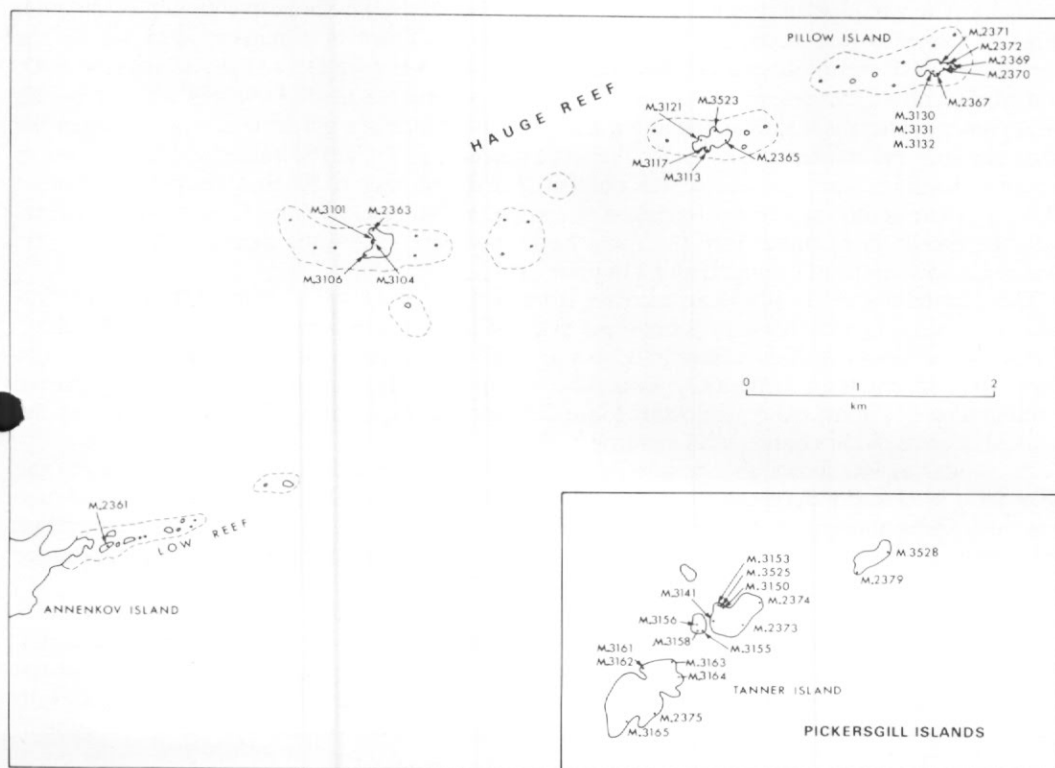 PILLOW ISLAND
M.2371
M.2372
M.2369
M.2370
M.2367
M.3130
M.3131
M.3132
HAUGE REEF
M.3121
M.3523
M.3117
M.3113
M.2365
M.3101
M.2363
M.3106
M.3104
0 1 2
km
M.2361
LOW REEF
ANNENKOV ISLAND
M.3528
M.2379
M.3153
M.3525
M.3150
M.3141
M.2374
M.3156
M.2373
M.3158
M.3155
M.3161
M.3162
M.3163
M.3164
TANNER ISLAND
M.2375
M.3165
PICKERSGILL ISLANDS